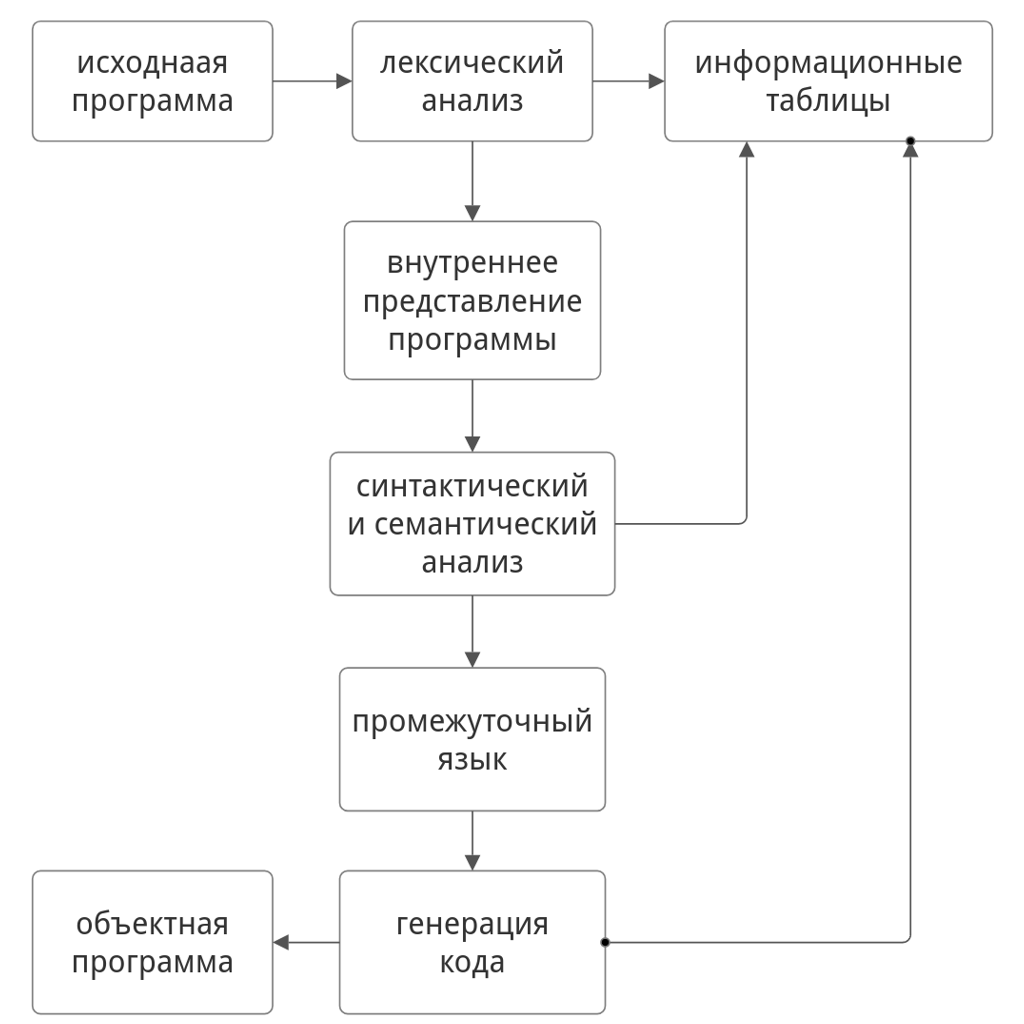 исходнаая
программа
лексический
анализ
информационные
таблицы
внутреннее
представление
программы
синтактический
и семантический
анализ
промежуточный
язык
объектная
программа
генерация
кода